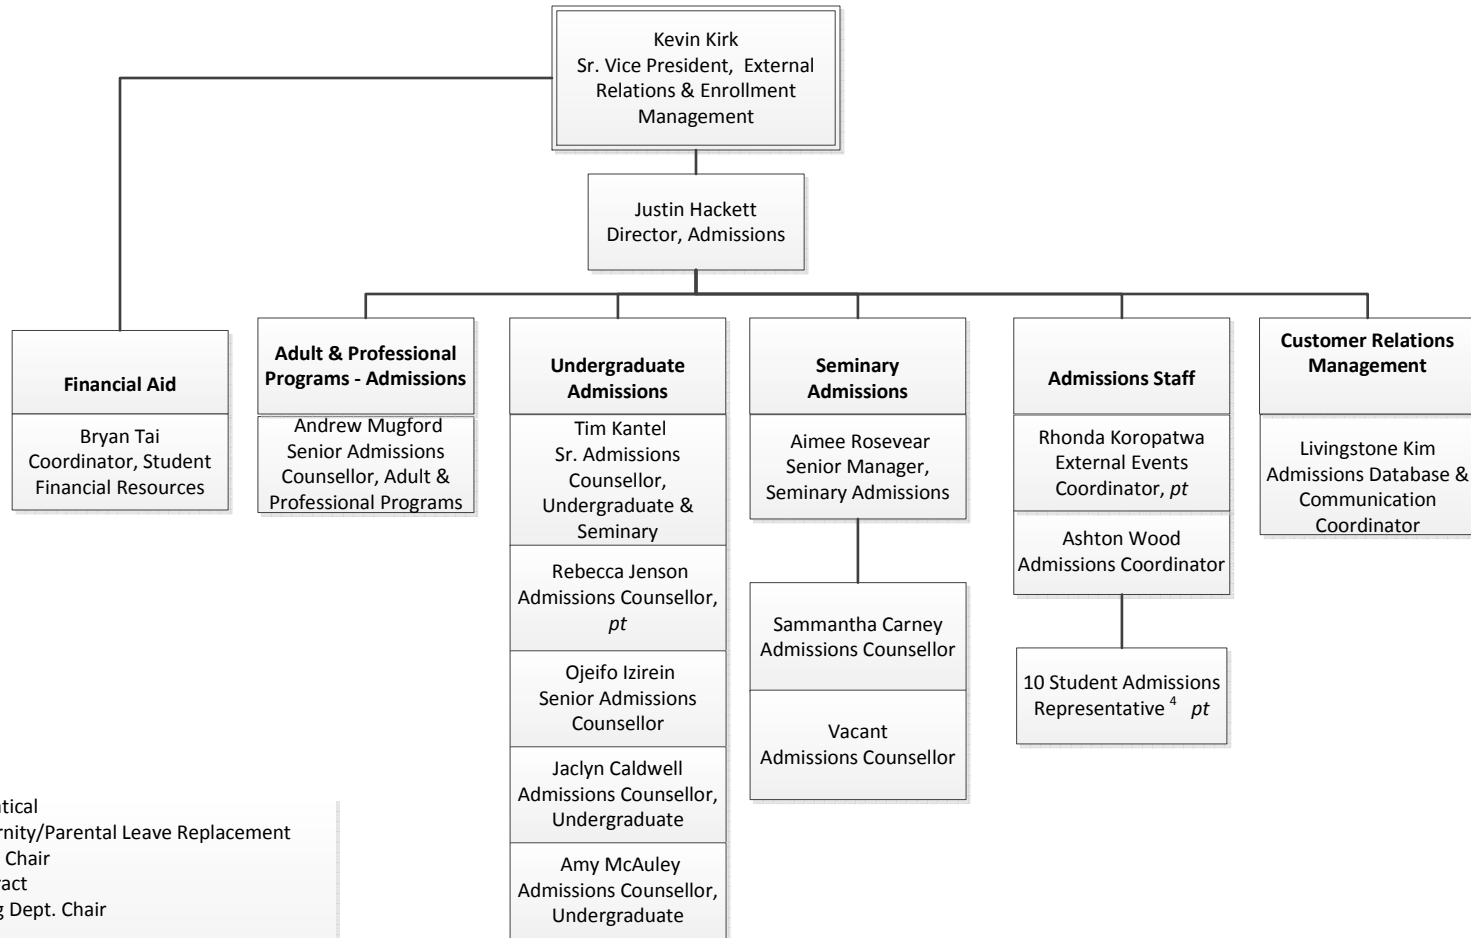 Kevin Kirk
Sr. Vice President, External
Relations & Enrollment
Management
Justin Hackett
Director, Admissions
Financial Aid
Bryan Tai
Coordinator, Student
Financial Resources
Adult & Professional
Programs - Admissions
Andrew Mugford
Senior Admissions
Counsellor, Adult &
Professional Programs
Undergraduate
Admissions
Tim Kantel
Sr. Admissions
Counsellor,
Undergraduate &
Seminary
Rebecca Jenson
Admissions Counsellor,
pt
Ojeifo Izirein
Senior Admissions
Counsellor
Jaclyn Caldwell
Admissions Counsellor,
Undergraduate
Amy McAuley
Admissions Counsellor,
Undergraduate
Seminary
Admissions
Aimee Rosevear
Senior Manager,
Seminary Admissions
Sammantha Carney
Admissions Counsellor
Vacant
Admissions Counsellor
Admissions Staff
Rhonda Koropatwa
External Events
Coordinator, pt
Ashton Wood
Admissions Coordinator
10 Student Admissions
Representative 4 pt
Customer Relations
Management
Livingstone Kim
Admissions Database &
Communication
Coordinator
tical
rnity/Parental Leave Replacement
Chair
ract
g Dept. Chair